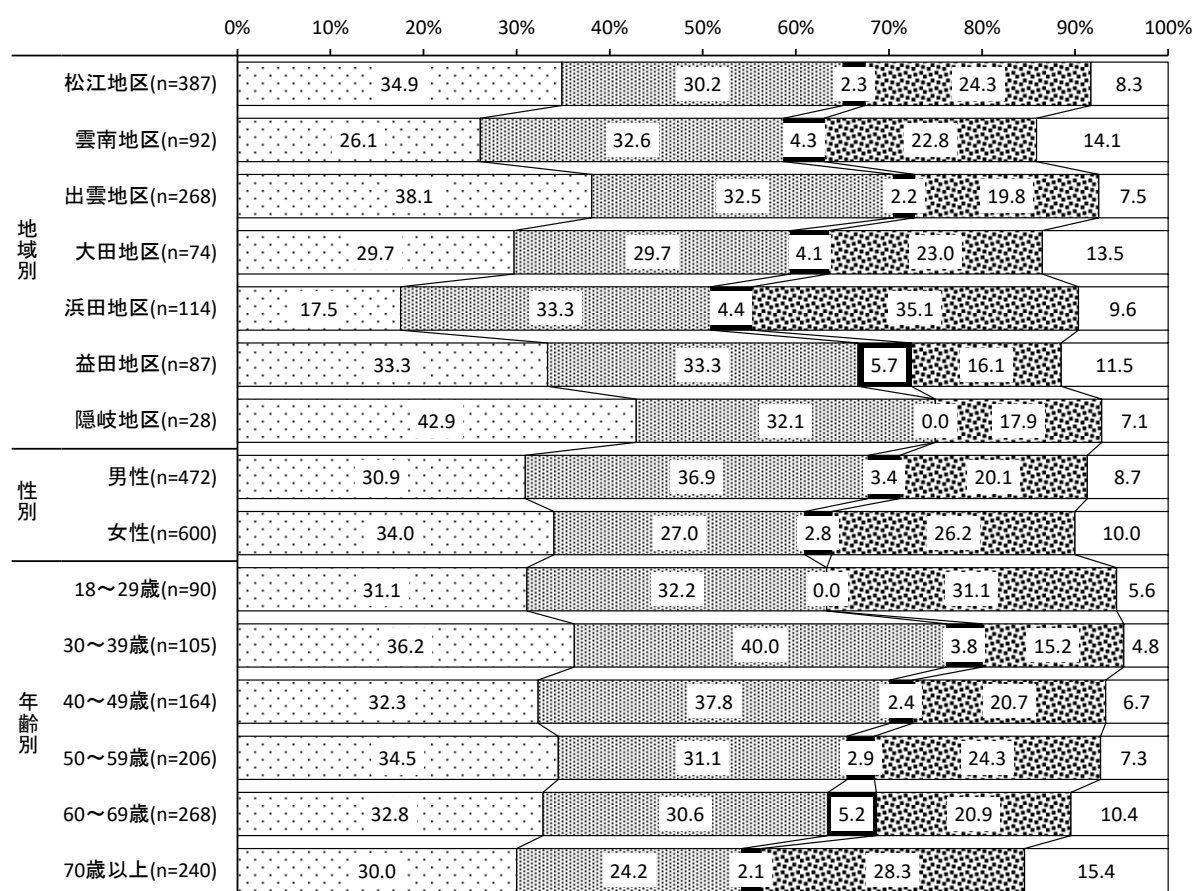 0% 10% 20% 30% 40% 50% 60% 70% 80% 90% 100%
地域別
松江地区(n=387) 34.9 30.2 2.3 24.3 8.3
雲南地区(n=92) 26.1 32.6 4.3 22.8 14.1
出雲地区(n=268) 38.1 32.5 2.2 19.8 7.5
大田地区(n=74) 29.7 29.7 4.1 23.0 13.5
浜田地区(n=114) 17.5 33.3 4.4 35.1 9.6
益田地区(n=87) 33.3 33.3 5.7 16.1 11.5
隠岐地区(n=28) 42.9 32.1 0.0 17.9 7.1
性別
男性(n=472) 30.9 36.9 3.4 20.1 8.7
女性(n=600) 34.0 27.0 2.8 26.2 10.0
年齢別
18～29歳(n=90) 31.1 32.2 0.0 31.1 5.6
30～39歳(n=105) 36.2 40.0 3.8 15.2 4.8
40～49歳(n=164) 32.3 37.8 2.4 20.7 6.7
50～59歳(n=206) 34.5 31.1 2.9 24.3 7.3
60～69歳(n=268) 32.8 30.6 5.2 20.9 10.4
70歳以上(n=240) 30.0 24.2 2.1 28.3 15.4